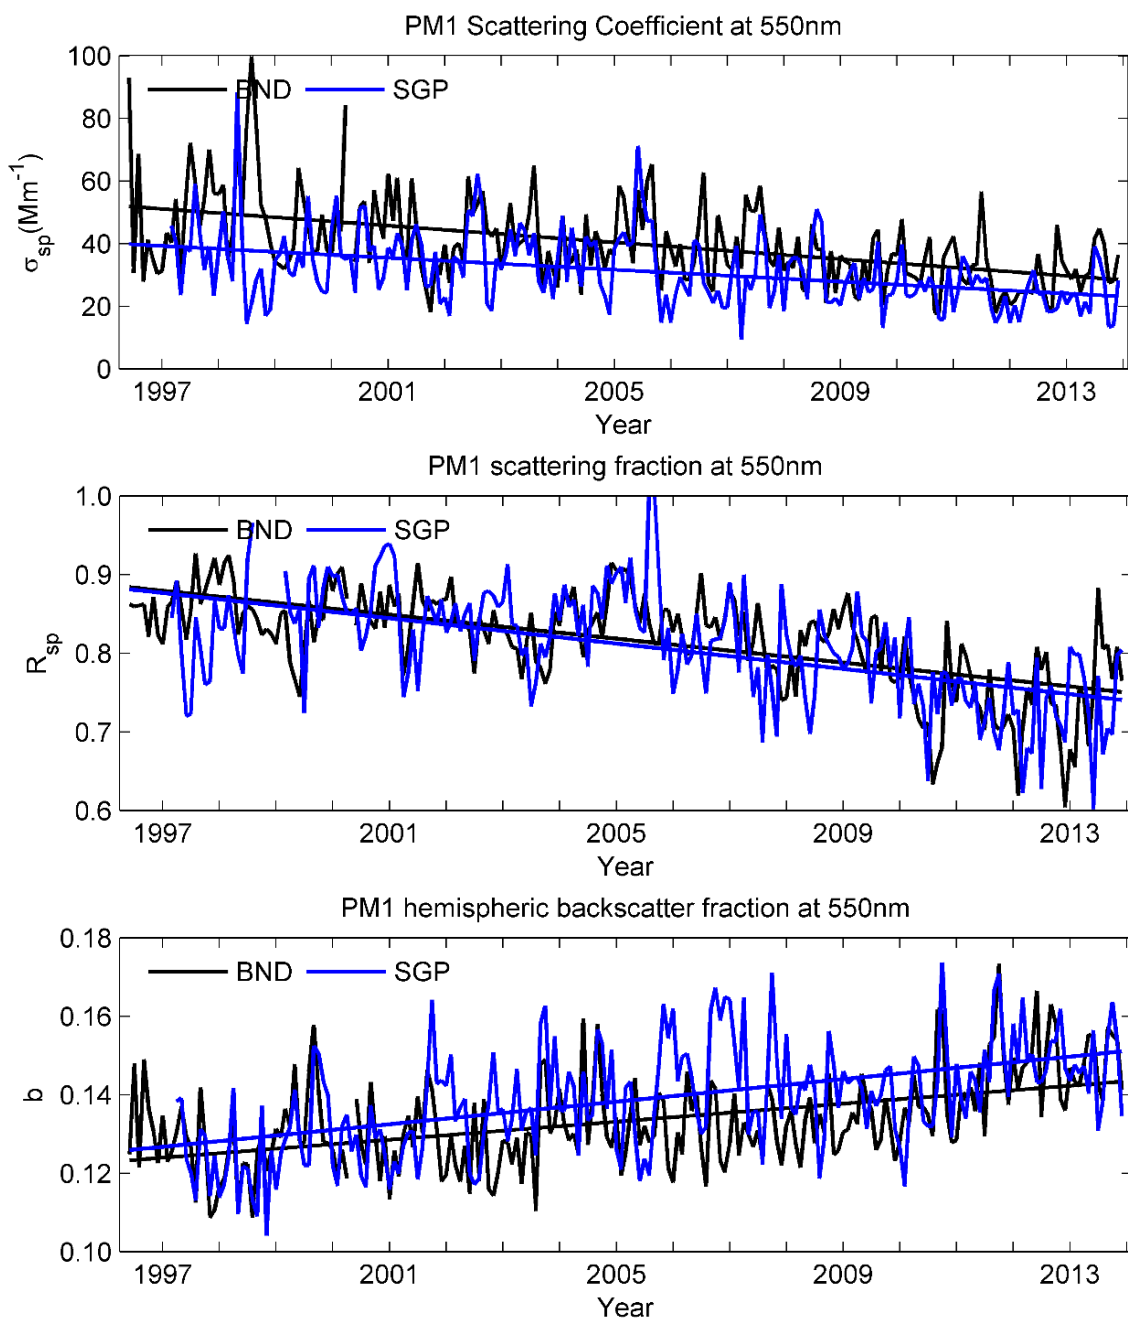 PM1 Scattering Coefficient at 550nm
100
80
60
40
20
0
σsp(Mm-1)
BND
SGP
1997
2001
2005
2009
2013
Year
PM1 scattering fraction at 550nm
1.0
0.9
0.8
0.7
0.6
Rsp
BND
SGP
1997
2001
2005
2009
2013
Year
PM1 hemispheric backscatter fraction at 550nm
0.18
0.16
0.14
0.12
0.10
b
BND
SGP
1997
2001
2005
2009
2013
Year